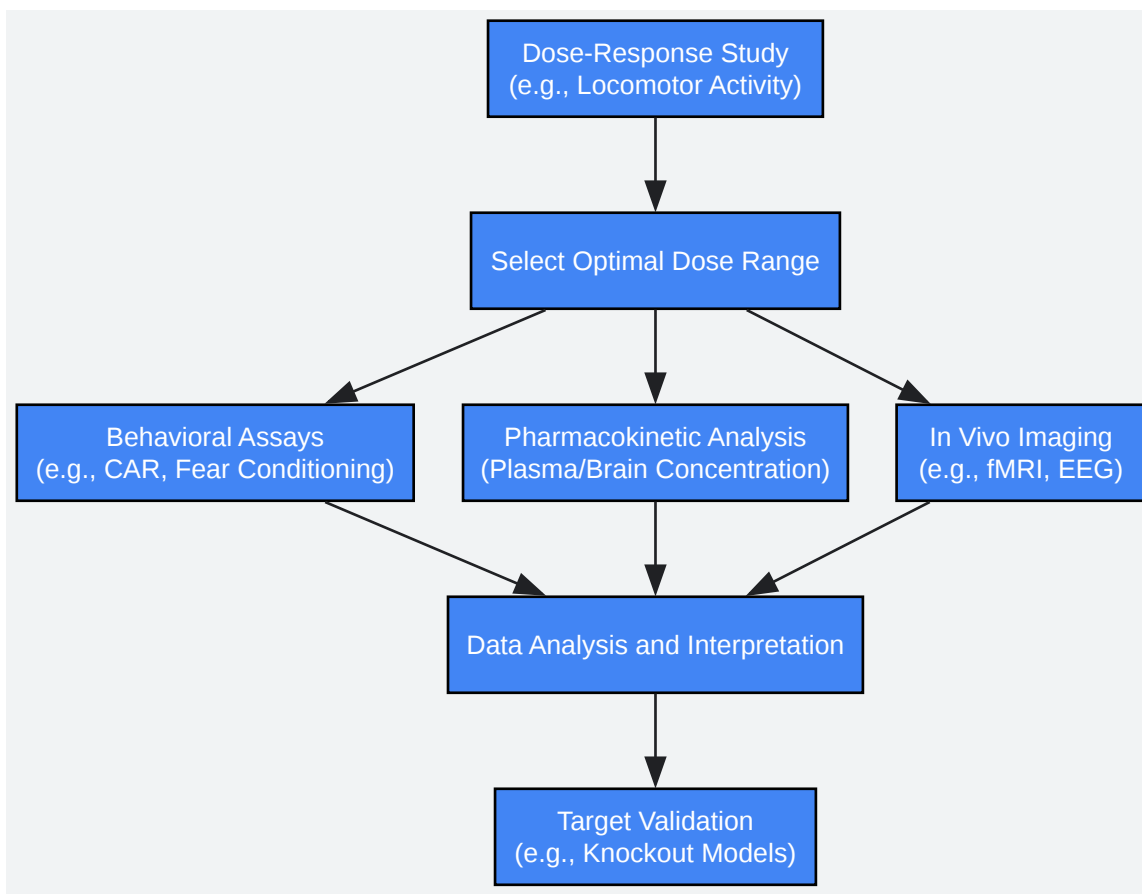 Dose-Response Study
(e.g., Locomotor Activity)
Select Optimal Dose Range
Behavioral Assays
(e.g., CAR, Fear Conditioning)
Pharmacokinetic Analysis
(Plasma/Brain Concentration)
In Vivo Imaging
(e.g., fMRI, EEG)
Data Analysis and Interpretation
Target Validation
(e.g., Knockout Models)